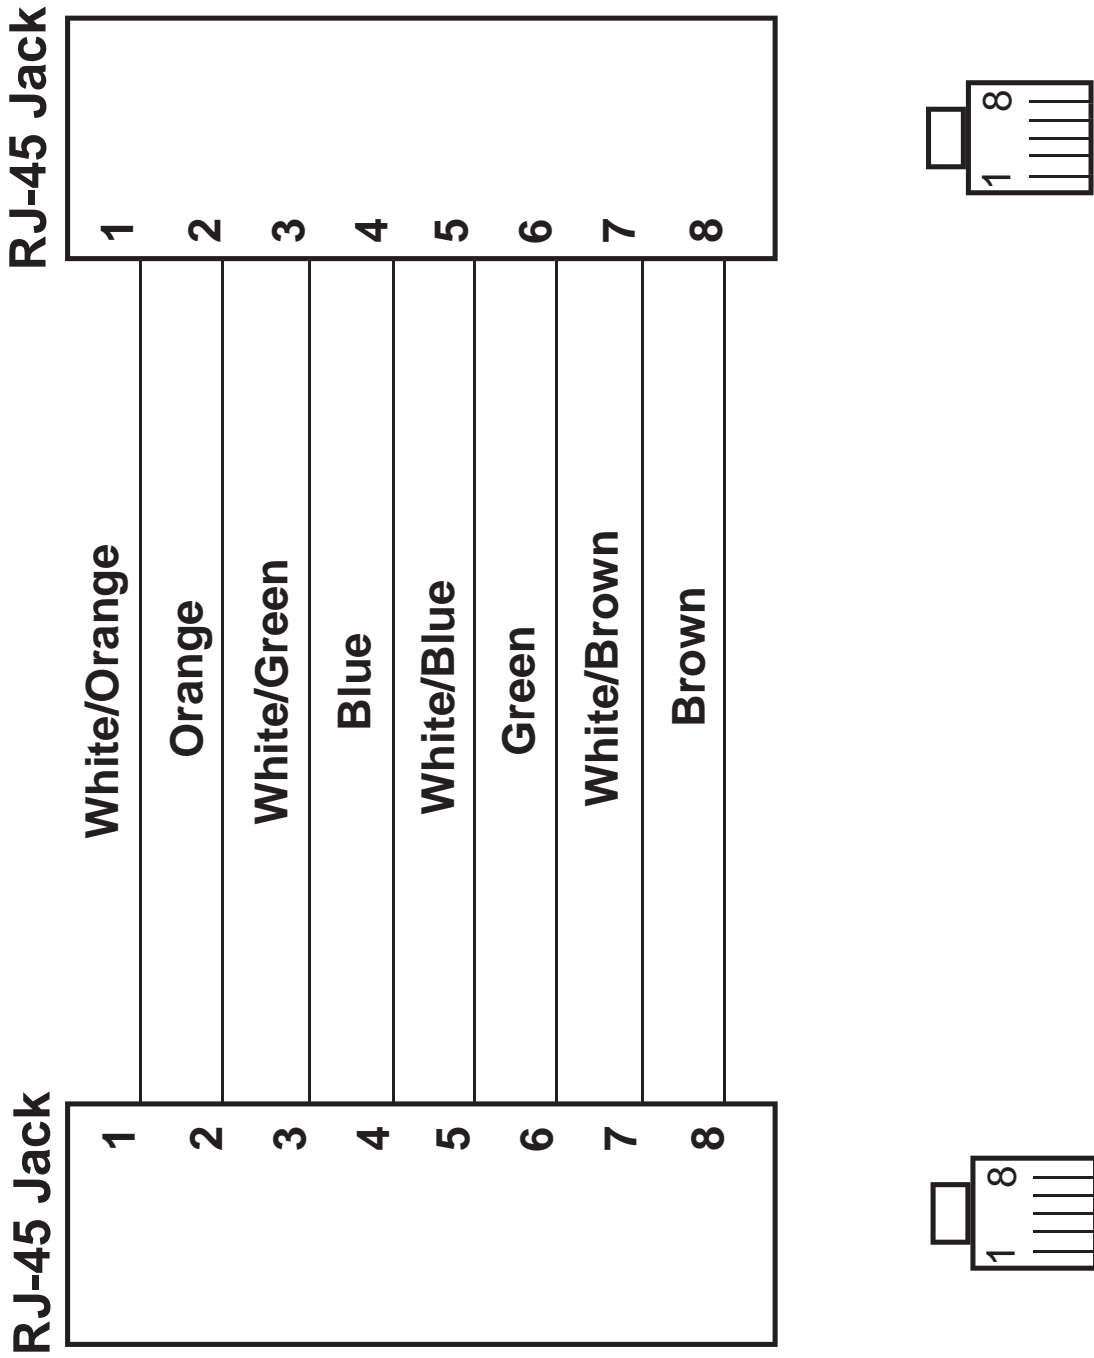 RJ-45 Jack RJ-45 Jack
1 White/Orange 1
2 Orange 2
3 White/Green 3
4 Blue 4
5 White/Blue 5
6 Green 6
7 White/Brown 7
8 Brown 8
1 8 1 8